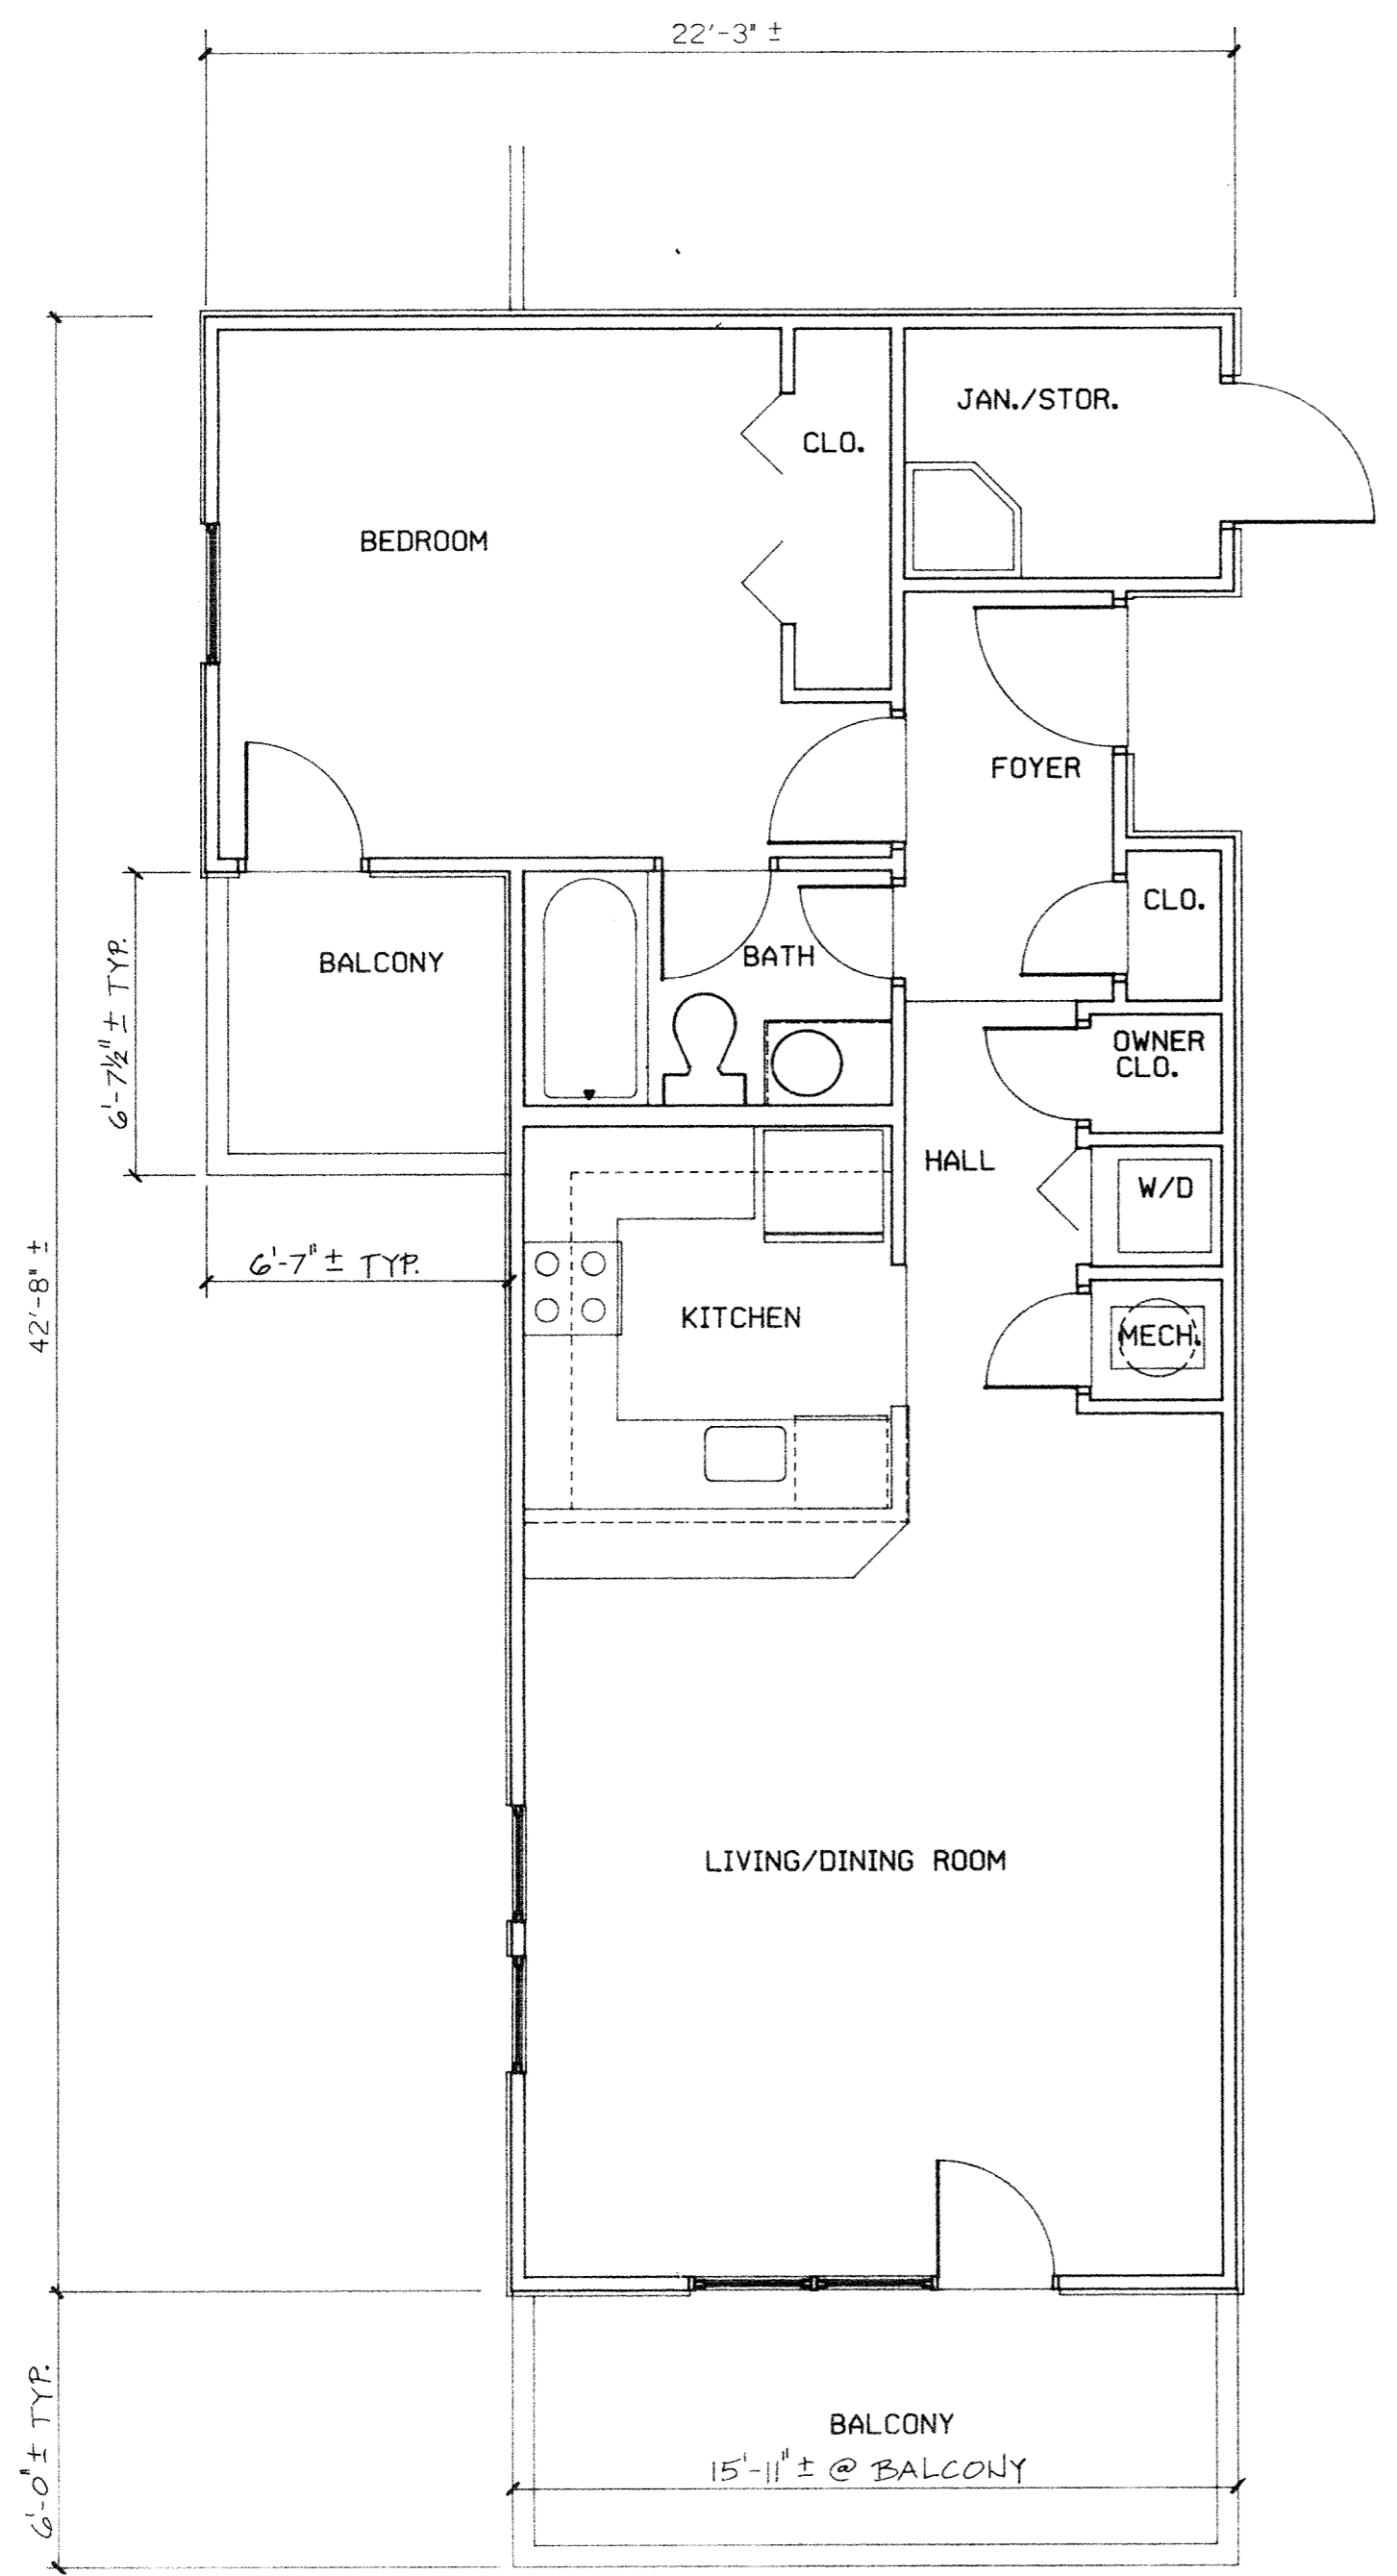 22'-3" ±
JAN./STOR.
CLO.
BEDROOM
FOYER
CLO.
BATH
BALCONY
6'-7½" ± TYP.
OWNER
CLO.
HALL
W/D
6'-7" ± TYP.
42'-8" ±
KITCHEN
MECH.
LIVING/DINING ROOM
BALCONY
15'-11" ± @ BALCONY
6'-0" ± TYP.